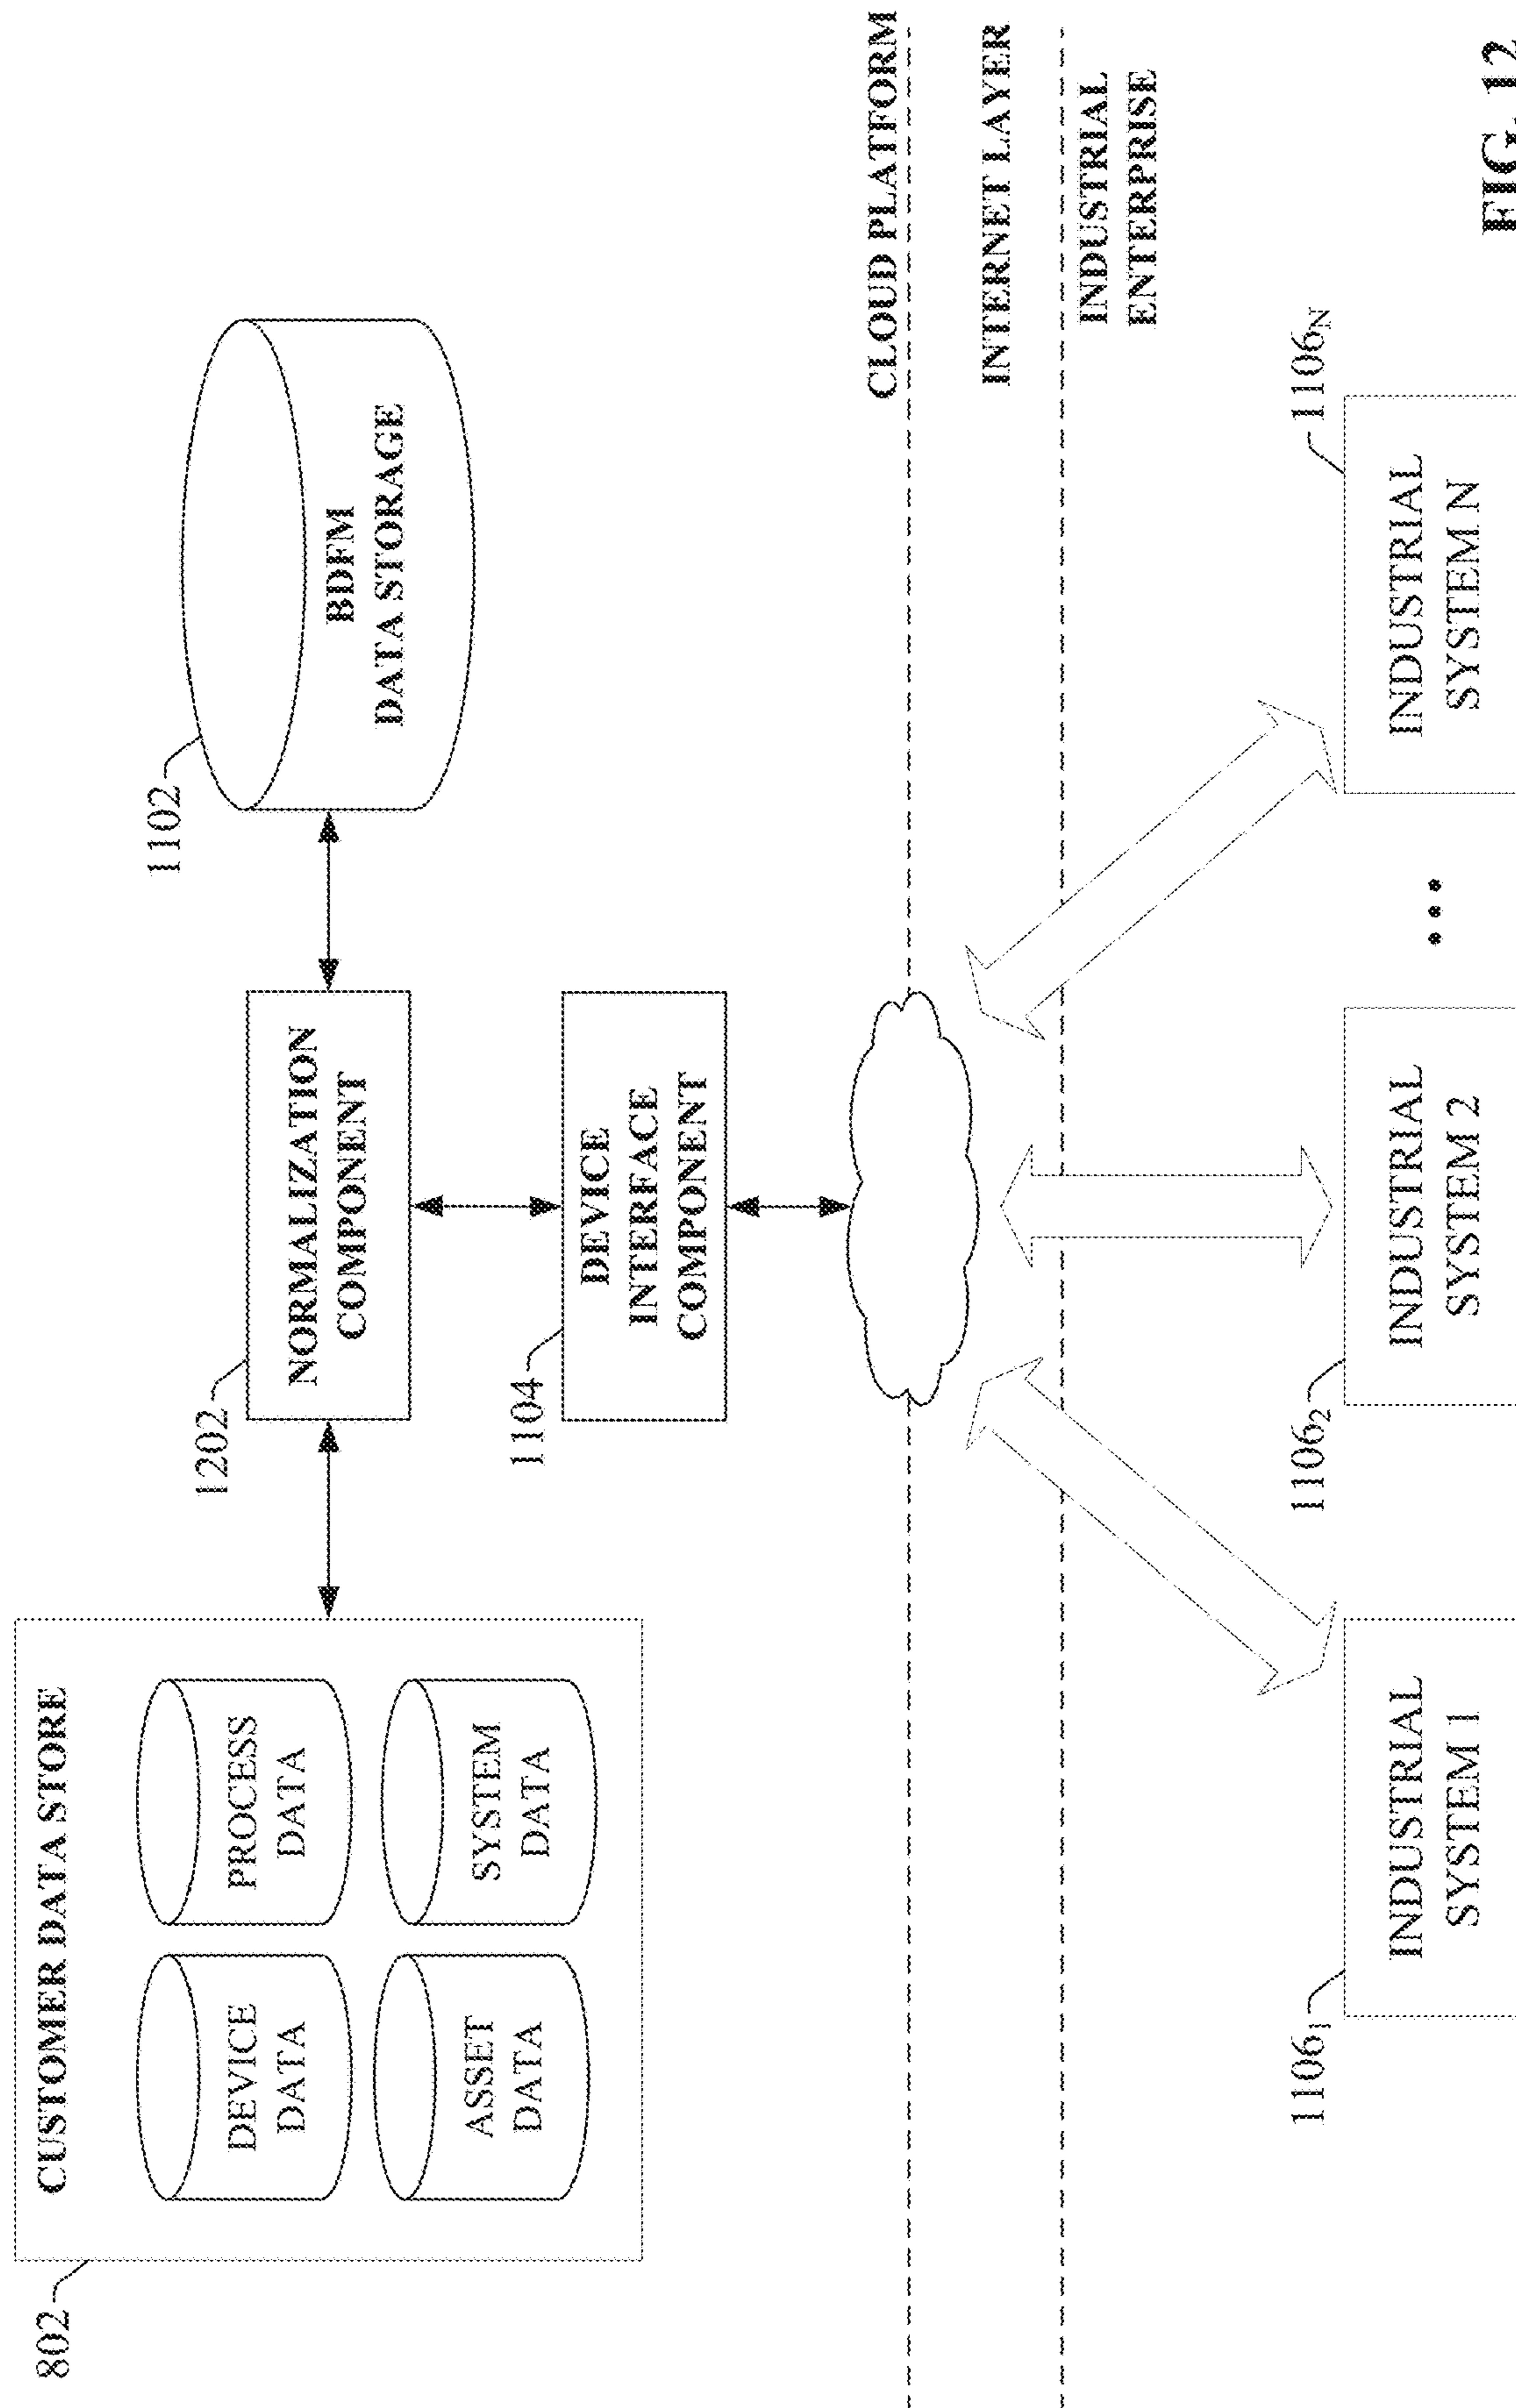 802
CUSTOMER DATA STORE
DEVICE
DATA
PROCESS
DATA
ASSET
DATA
SYSTEM
DATA
1202
NORMALIZATION
COMPONENT
1102
BDFM
DATA STORAGE
1104
DEVICE
INTERFACE
COMPONENT
CLOUD PLATFORM
INTERNET LAYER
INDUSTRIAL
ENTERPRISE
1106₁
INDUSTRIAL
SYSTEM 1
1106₂
INDUSTRIAL
SYSTEM 2
•••
1106N
INDUSTRIAL
SYSTEM N
FIG. 12